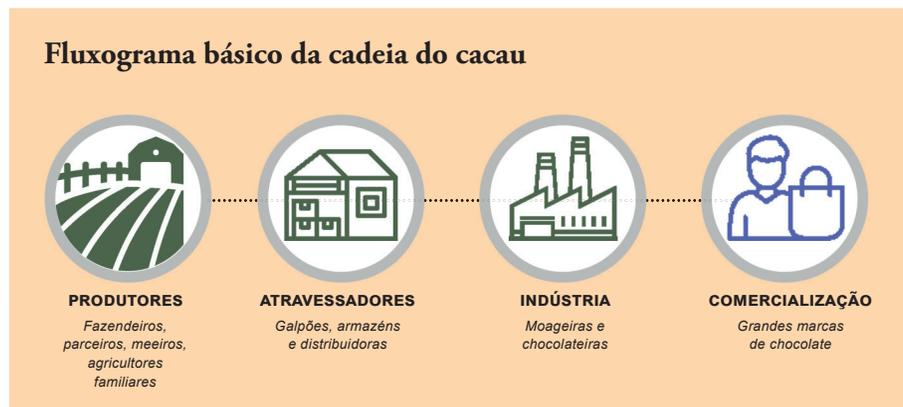 Fluxograma básico da cadeia do cacau
PRODUTORES
Fazendeiros,
parceiros, meeiros,
agricultores
familiares
ATRAVESSADORES
Galpões, armazéns
e distribuidoras
INDÚSTRIA
Moageiras e
chocolateiras
COMERCIALIZAÇÃO
Grandes marcas
de chocolate